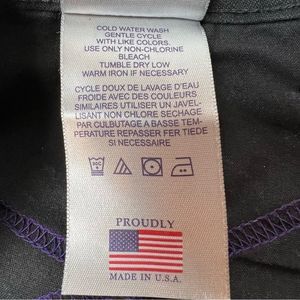 COLD WATER WASH
GENTLE CYCLE
WITH LIKE COLORS.
USE ONLY NON-CHLORINE
BLEACH
TUMBLE DRY LOW
WARM IRON IF NECESSARY
CYCLE DOUX DE LAVAGE D'EAU
FROIDE AVEC DES COULEURS
SIMILAIRES UTILISER UN JAVEL-
LISANT NON CHLORE SECHAGE
PAR CULBUTAGE A BASSE TEM-
PERATURE REPASSER FER TIEDE
SI NECESSAIRE
PROUDLY
MADE IN U.S.A.